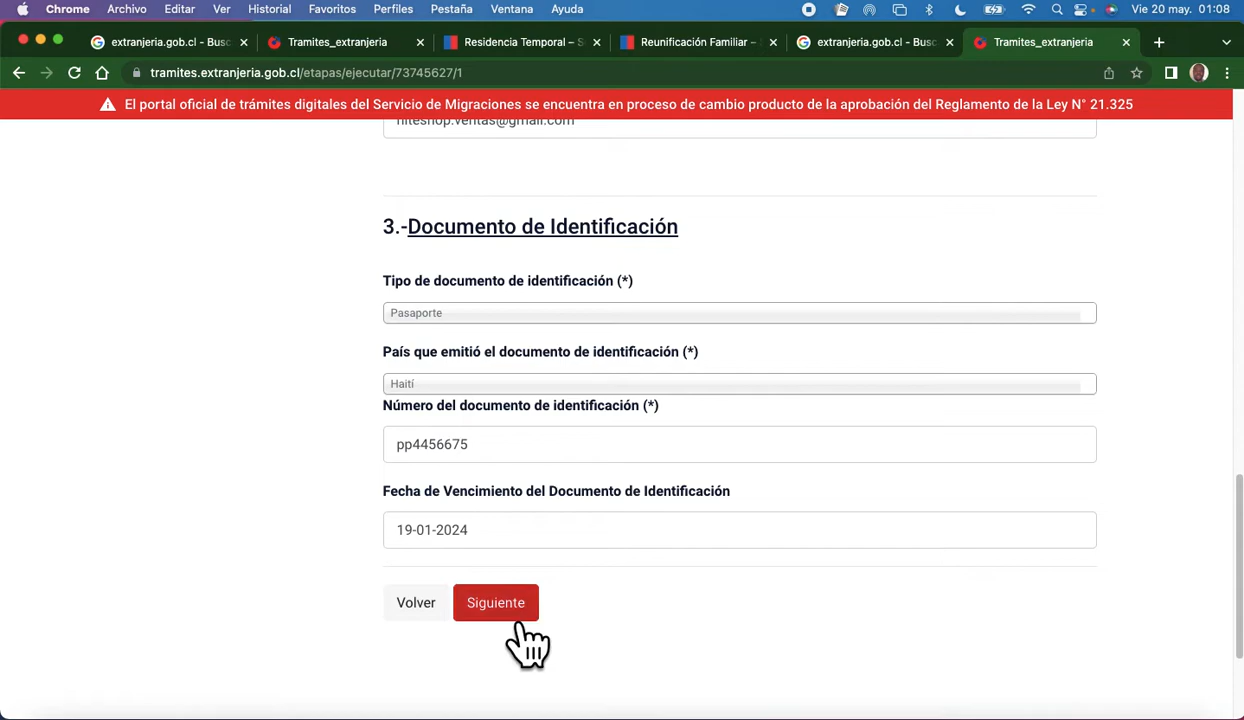 Chrome Archivo Editar Ver Historial Favoritos Perfiles Pestaña Ventana Ayuda Vie 20 may. 01:08
extranjeria.gob.cl - Busc × Tramites_extranjeria × Residencia Temporal – S × Reunificación Familiar – × extranjeria.gob.cl - Busc × Tramites_extranjeria ×
tramites.extranjeria.gob.cl/etapas/ejecutar/73745627/1
El portal oficial de trámites digitales del Servicio de Migraciones se encuentra en proceso de cambio producto de la aprobación del Reglamento de la Ley N° 21.325
niteshop.ventas@gmail.com
3.-Documento de Identificación
Tipo de documento de identificación (*)
Pasaporte
País que emitió el documento de identificación (*)
Haití
Número del documento de identificación (*)
pp4456675
Fecha de Vencimiento del Documento de Identificación
19-01-2024
Volver Siguiente